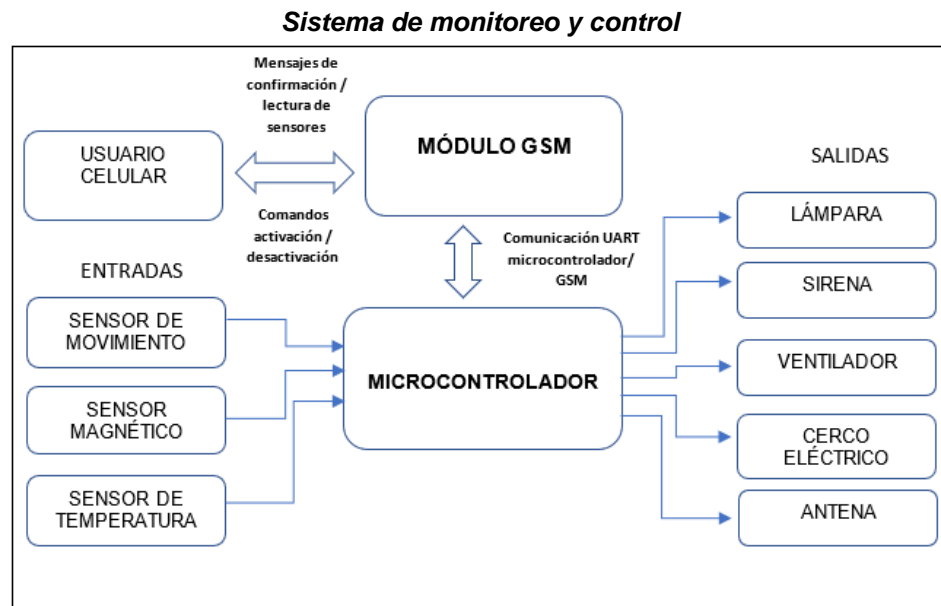 Sistema de monitoreo y control
Mensajes de
confirmación /
lectura de
sensores
USUARIO
CELULAR
MÓDULO GSM
SALIDAS
Comandos
activación /
desactivación
Comunicación UART
microcontrolador/
GSM
LÁMPARA
ENTRADAS
SIRENA
SENSOR DE
MOVIMIENTO
MICROCONTROLADOR
VENTILADOR
SENSOR
MAGNÉTICO
CERCO
ELÉCTRICO
SENSOR DE
TEMPERATURA
ANTENA